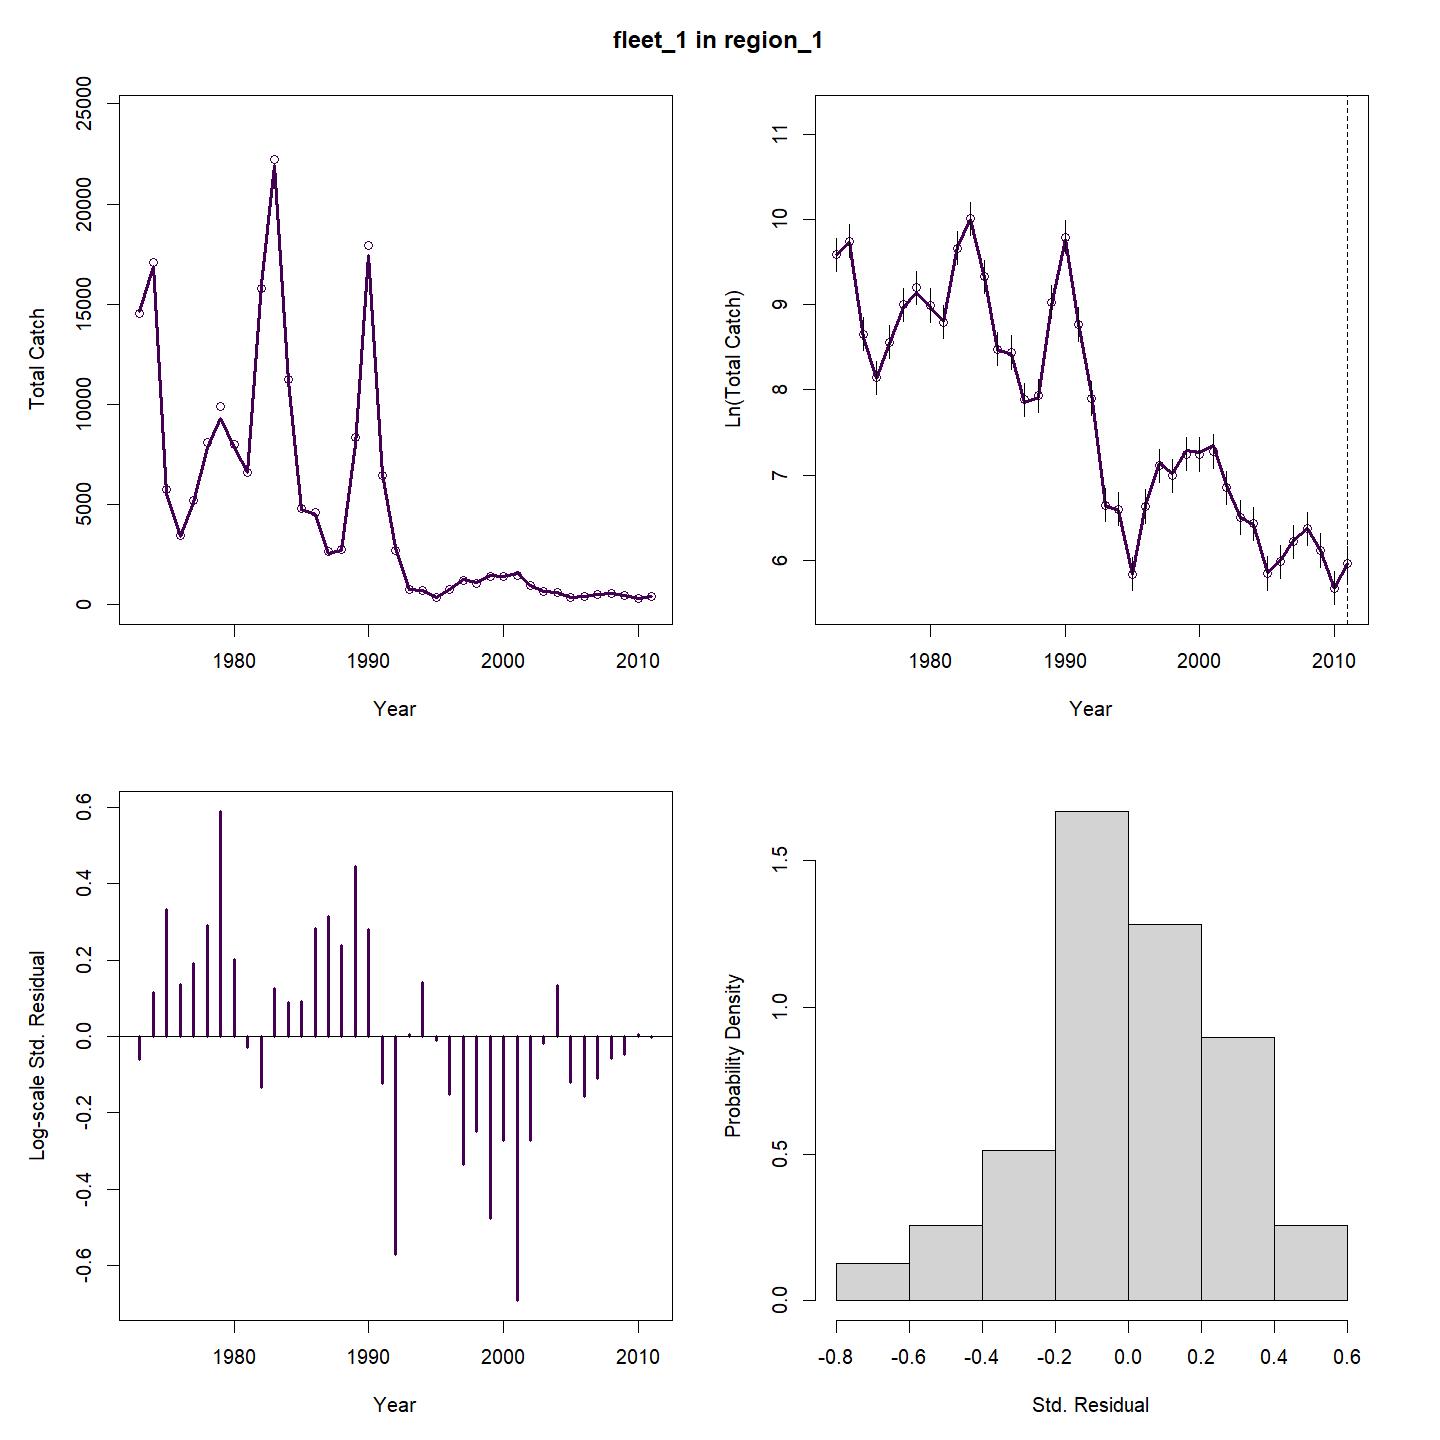 fleet_1 in region_1
Total Catch
25000
20000
15000
10000
5000
0
1980 1990 2000 2010
Year
Ln(Total Catch)
11
10
9
8
7
6
1980 1990 2000 2010
Year
Log-scale Std. Residual
0.6
0.4
0.2
0.0
-0.2
-0.4
-0.6
1980 1990 2000 2010
Year
Probability Density
1.5
1.0
0.5
0.0
-0.8 -0.6 -0.4 -0.2 0.0 0.2 0.4 0.6
Std. Residual